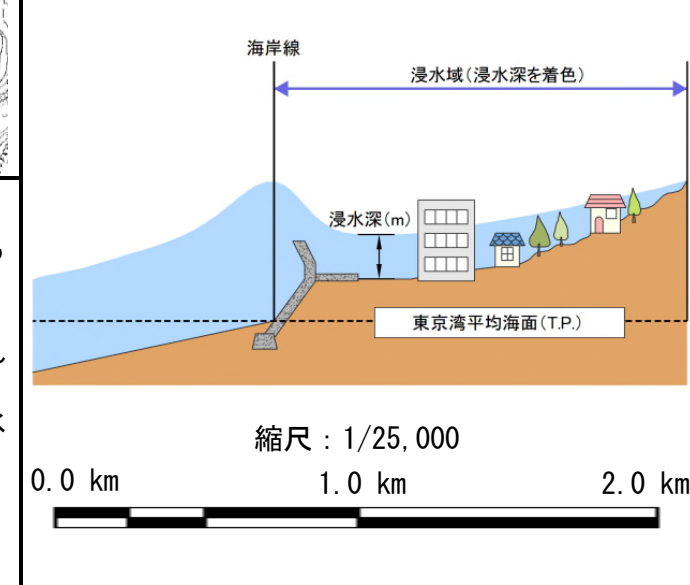 海岸線
浸水域(浸水深を着色)
浸水深(m)
東京湾平均海面(T.P.)
縮尺：1/25,000
0.0 km 1.0 km 2.0 km